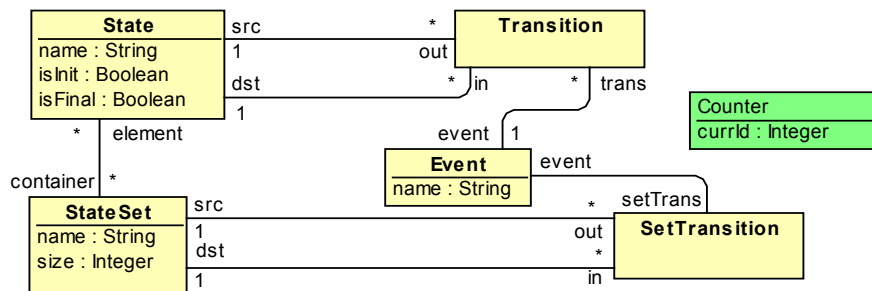 State src * Transition
name : String 1 out
isInit : Boolean dst * in * trans
isFinal : Boolean 1
Counter
* element event 1 currId : Integer
Event event
container * name : String
StateSet src * setTrans
name : String 1 out SetTransition
size : Integer dst *
1 in